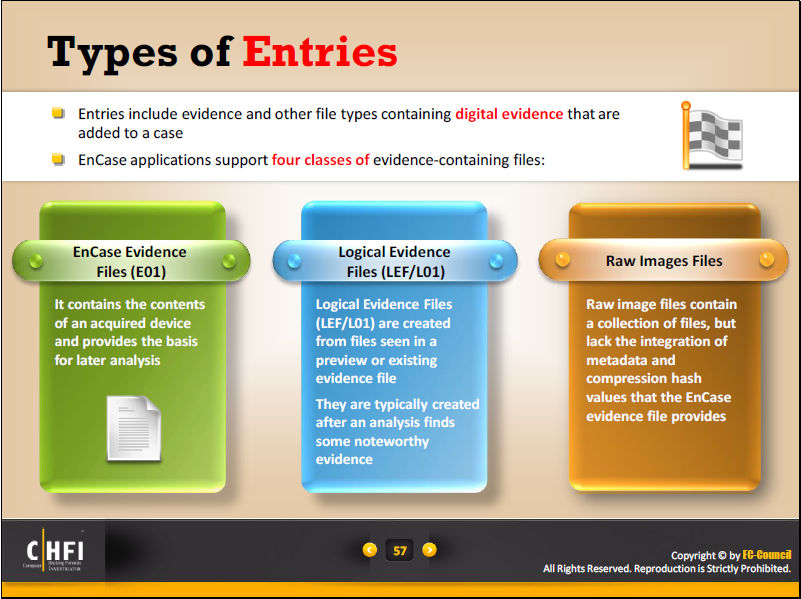 Types of Entries
Entries include evidence and other file types containing digital evidence that are
added to a case
EnCase applications support four classes of evidence-containing files:
EnCase Evidence
Files (E01)
It contains the contents
of an acquired device
and provides the basis
for later analysis
Logical Evidence
Files (LEF/L01)
Logical Evidence Files
(LEF/L01) are created
from files seen in a
preview or existing
evidence file
They are typically created
after an analysis finds
some noteworthy
evidence
Raw Images Files
Raw image files contain
a collection of files, but
lack the integration of
metadata and
compression hash
values that the EnCase
evidence file provides
CHFI
Computer Hacking Forensic
INVESTIGATOR
57
Copyright © by EC-Council
All Rights Reserved. Reproduction is Strictly Prohibited.